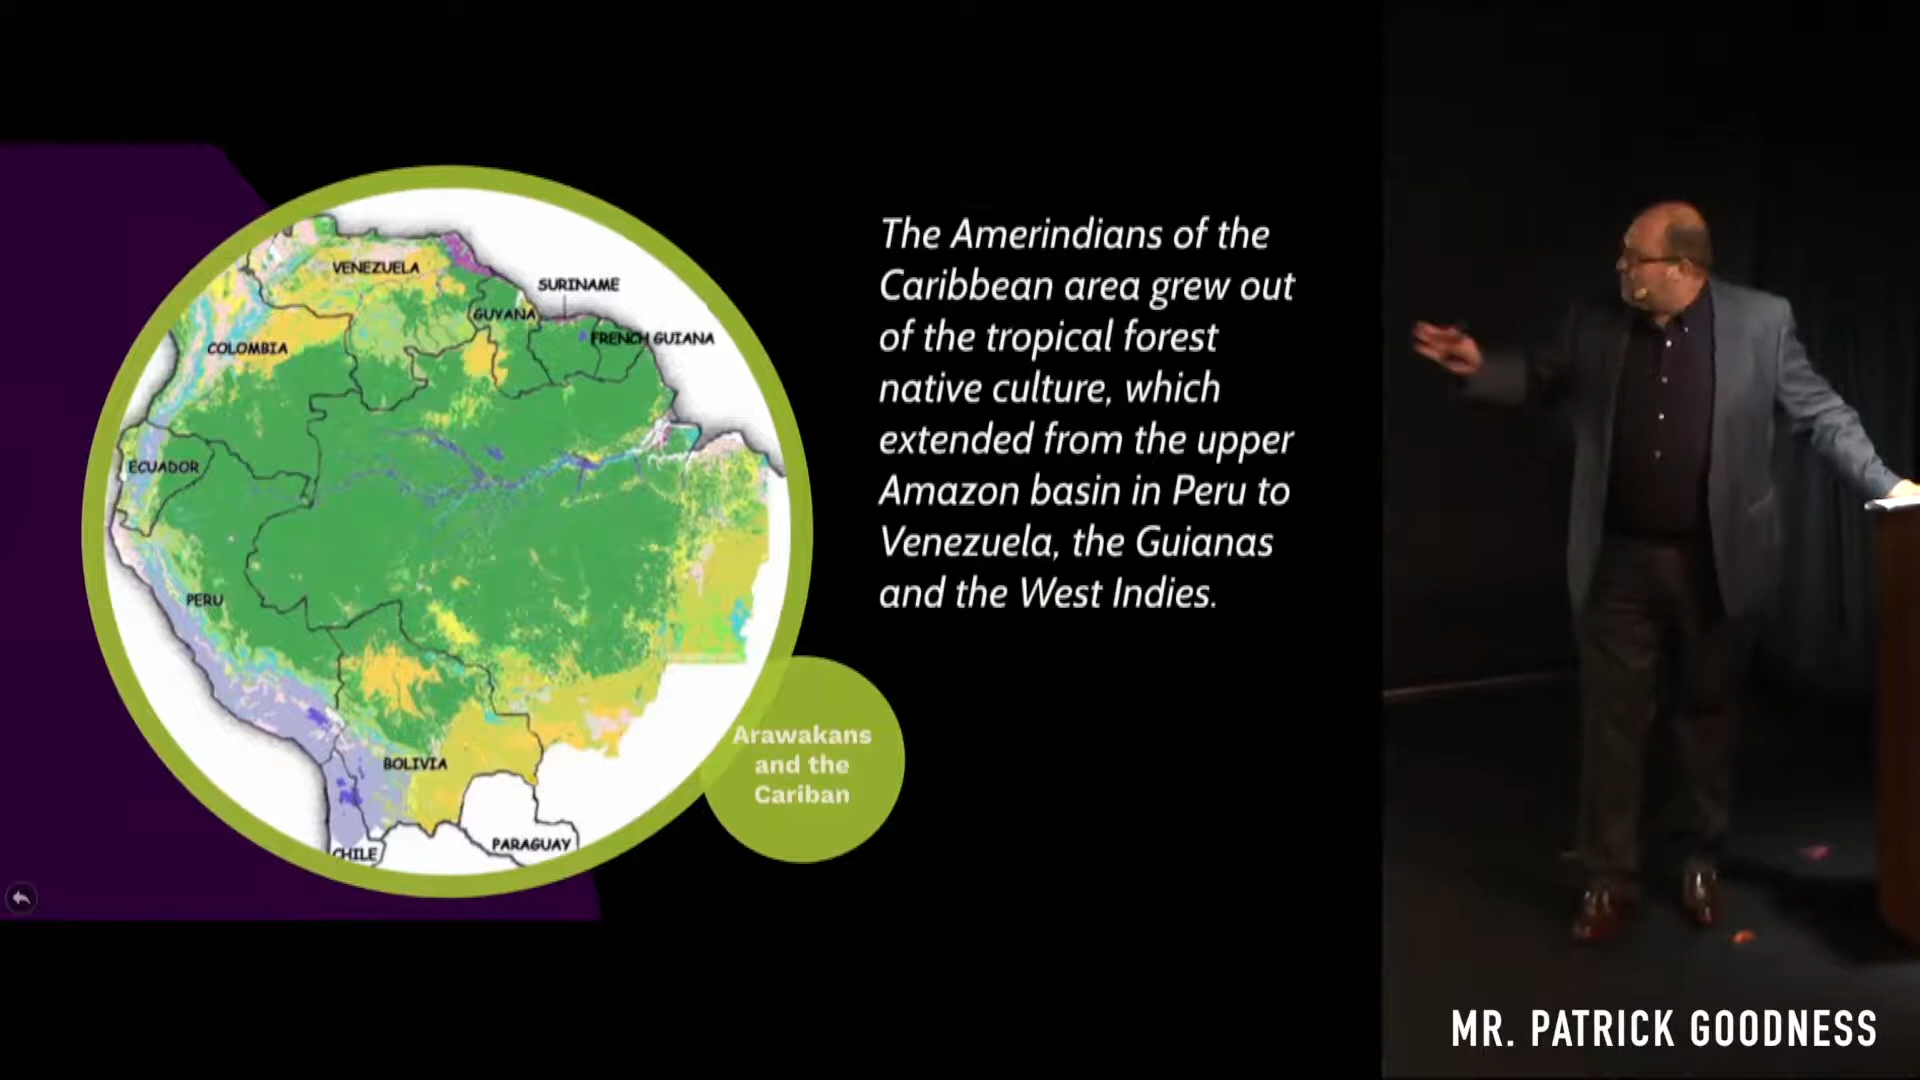 VENEZUELA
SURINAME
GUYANA
FRENCH GUIANA
COLOMBIA
ECUADOR
PERU
BOLIVIA
CHILE
PARAGUAY
Arawakans
and the
Cariban
The Amerindians of the
Caribbean area grew out
of the tropical forest
native culture, which
extended from the upper
Amazon basin in Peru to
Venezuela, the Guianas
and the West Indies.
MR. PATRICK GOODNESS